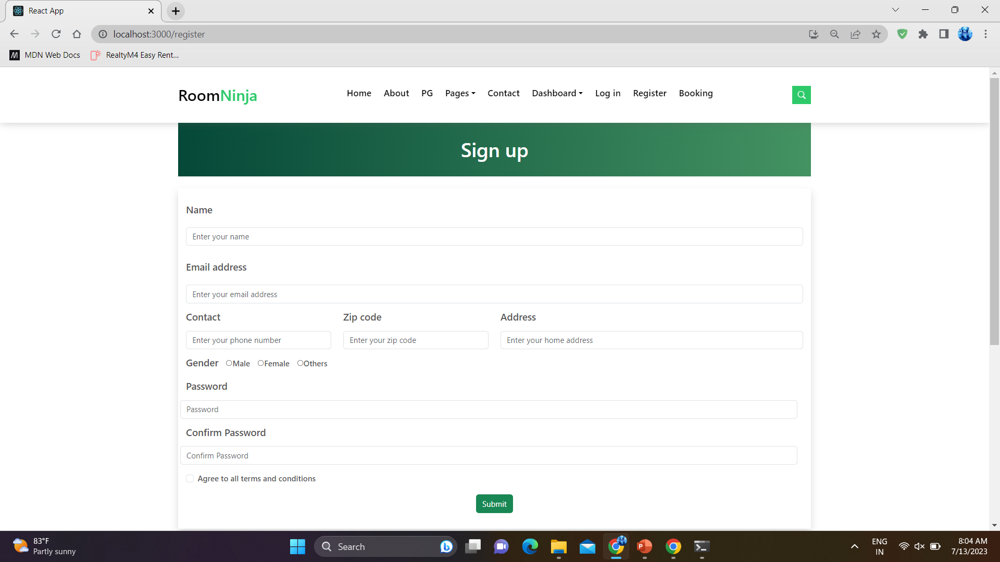 React App
localhost:3000/register
MDN Web Docs RealtyM4 Easy Rent...
RoomNinja Home About PG Pages Contact Dashboard Log in Register Booking
Sign up
Name
Enter your name
Email address
Enter your email address
Contact Zip code Address
Enter your phone number Enter your zip code Enter your home address
Gender Male Female Others
Password
Password
Confirm Password
Confirm Password
Agree to all terms and conditions
Submit
83°F
Partly sunny
Search
ENG
IN
8:04 AM
7/13/2023